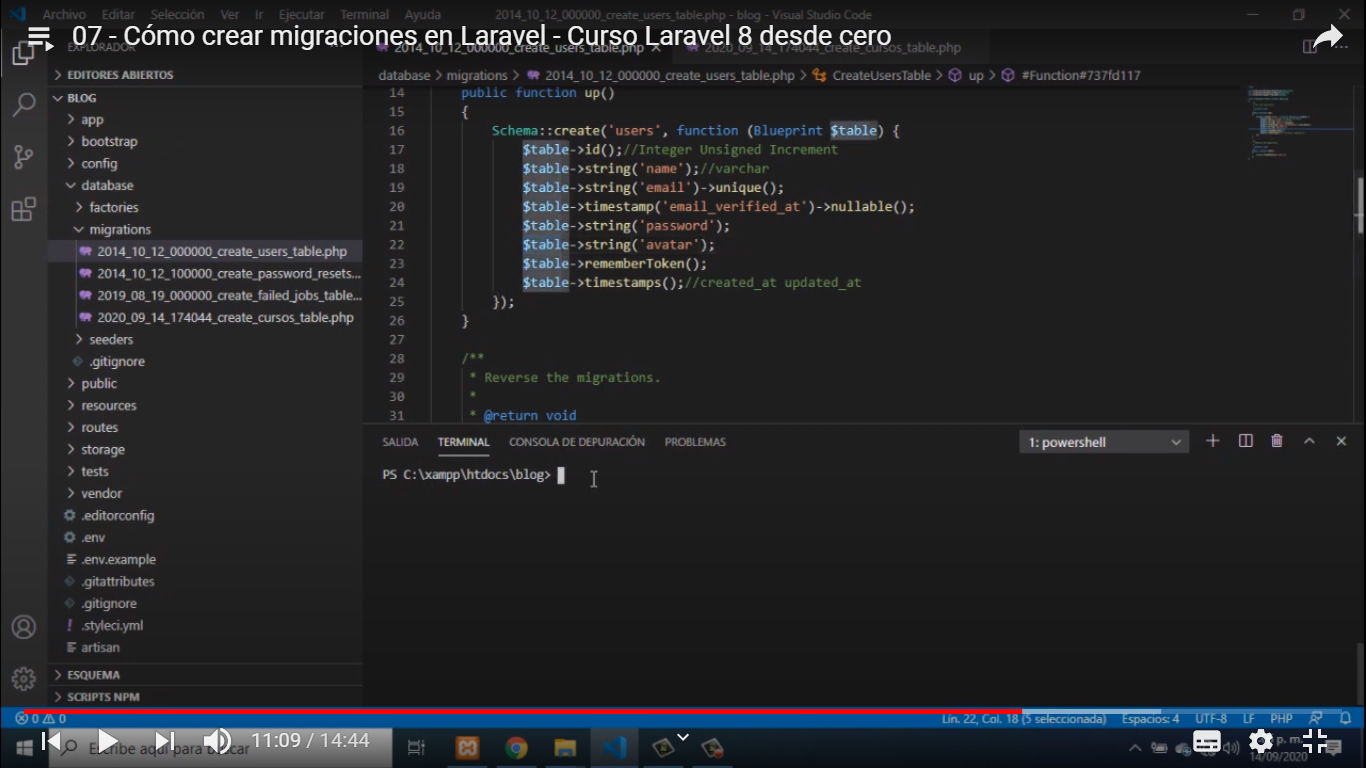 Archivo Editar Selección Ver Ir Ejecutar Terminal Ayuda 2014_10_12_000000_create_users_table.php - blog - Visual Studio Code
07 - Cómo crear migraciones en Laravel - Curso Laravel 8 desde cero
EXPLORADOR
2014_10_12_000000_create_users_table.php
2020_09_14_174044_create_cursos_table.php
EDITORES ABIERTOS
BLOG
app
bootstrap
config
database
factories
migrations
2014_10_12_000000_create_users_table.php
2014_10_12_100000_create_password_resets...
2019_08_19_000000_create_failed_jobs_table...
2020_09_14_174044_create_cursos_table.php
seeders
.gitignore
public
resources
routes
storage
tests
vendor
.editorconfig
.env
.env.example
.gitattributes
.gitignore
.styleci.yml
artisan
ESQUEMA
SCRIPTS NPM
database > migrations > 2014_10_12_000000_create_users_table.php > CreateUsersTable > up > #Function#737fd117
14 public function up()
15 {
16 Schema::create('users', function (Blueprint $table) {
17 $table->id();//Integer Unsigned Increment
18 $table->string('name');//varchar
19 $table->string('email')->unique();
20 $table->timestamp('email_verified_at')->nullable();
21 $table->string('password');
22 $table->string('avatar');
23 $table->rememberToken();
24 $table->timestamps();//created_at updated_at
25 });
26 }
27
28 /**
29 * Reverse the migrations.
30 *
31 * @return void
SALIDA TERMINAL CONSOLA DE DEPURACIÓN PROBLEMAS 1: powershell
PS C:\xampp\htdocs\blog>
0 0 Lín. 22, Col. 18 (5 seleccionada) Espacios: 4 UTF-8 LF PHP
Escribe aquí para buscar
11:09 / 14:44
p. m.
14/09/2020